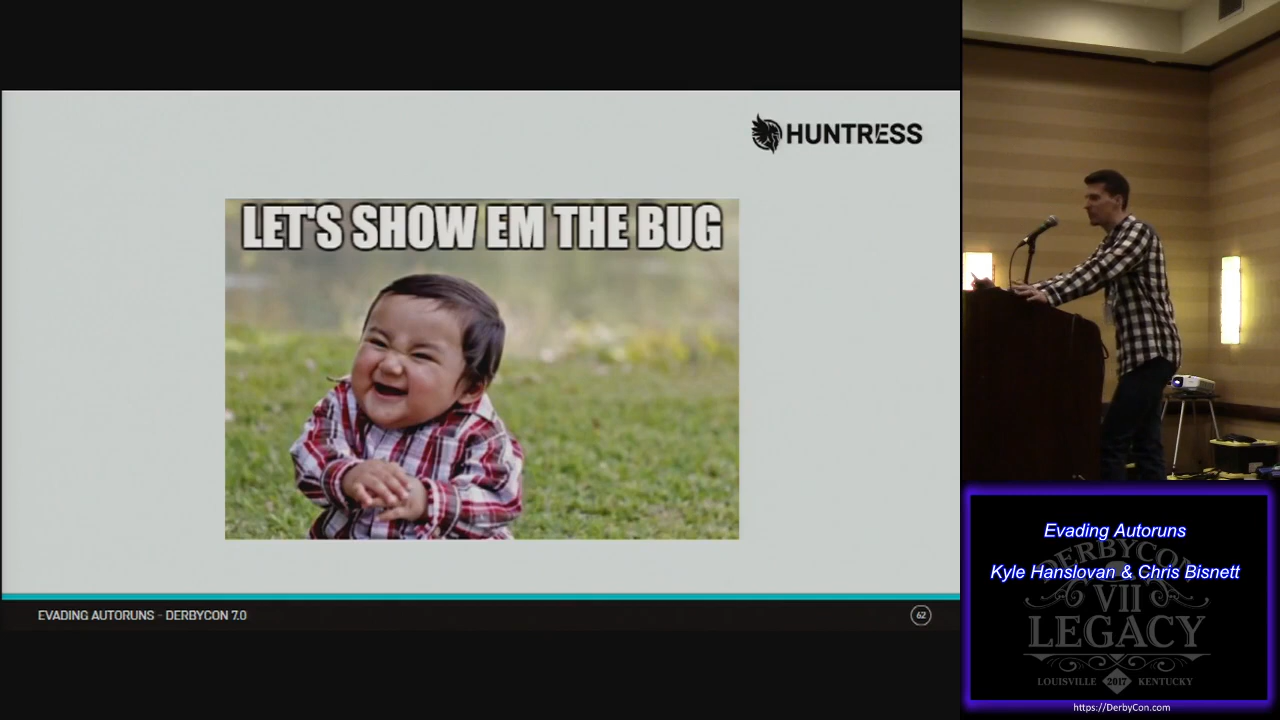 HUNTRESS
LET'S SHOW EM THE BUG
EVADING AUTORUNS - DERBYCON 7.0
62
Evading Autoruns
Kyle Hanslovan & Chris Bisnett
DERBYCON
VII
LEGACY
LOUISVILLE 2017 KENTUCKY
https://DerbyCon.com